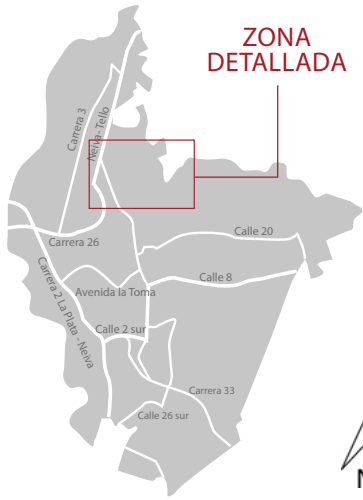 ZONA
DETALLADA
Carrera 3
Neiva-Tello
Carrera 26
Calle 20
Carrera 2 La Plata - Neiva
Avenida la Toma
Calle 8
Calle 2 sur
Carrera 33
Calle 26 sur
N